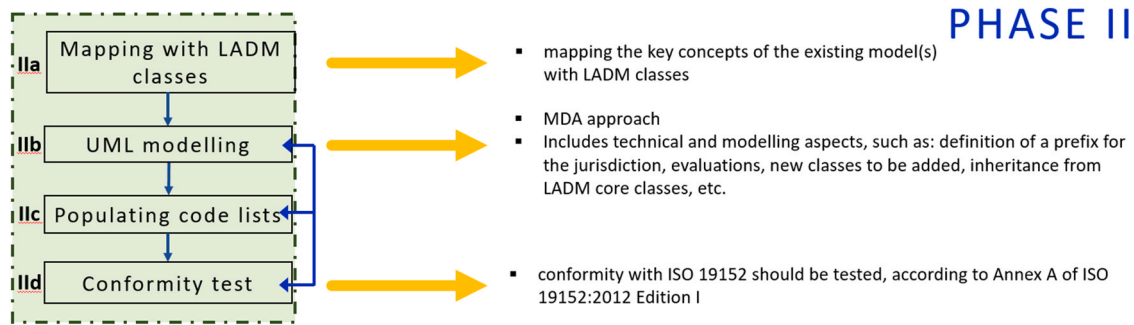 PHASE II
IIa
Mapping with LADM
classes
▪ mapping the key concepts of the existing model(s)
with LADM classes
IIb
UML modelling
▪ MDA approach
▪ Includes technical and modelling aspects, such as: definition of a prefix for
the jurisdiction, evaluations, new classes to be added, inheritance from
LADM core classes, etc.
IIc
Populating code lists
IId
Conformity test
▪ conformity with ISO 19152 should be tested, according to Annex A of ISO
19152:2012 Edition I